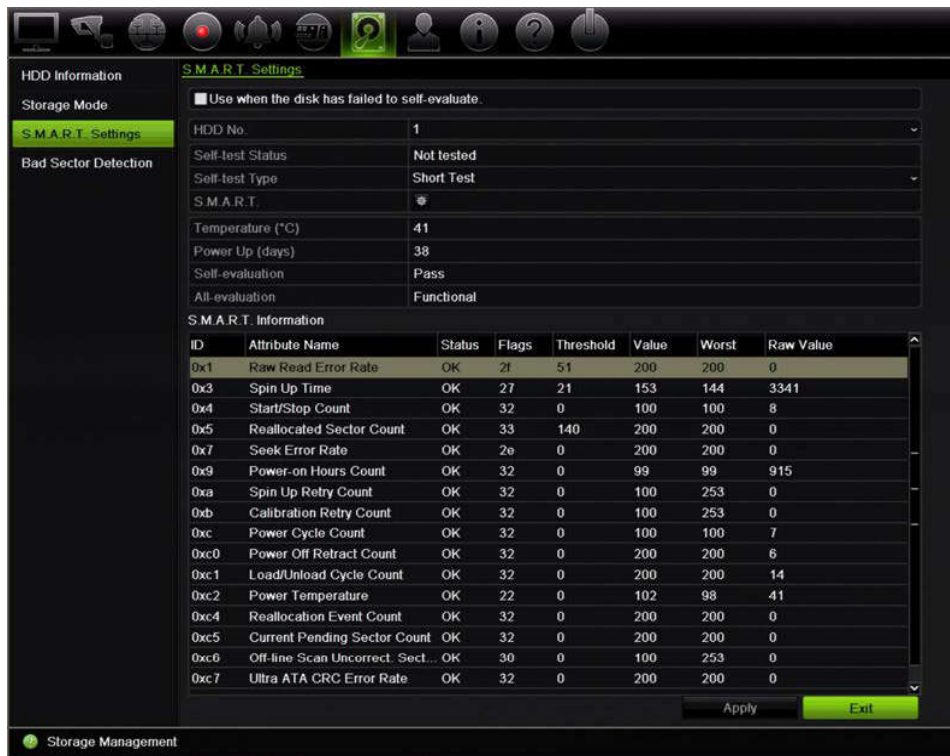 S.M.A.R.T. Settings
HDD Information
Storage Mode
S.M.A.R.T. Settings
Bad Sector Detection
Use when the disk has failed to self-evaluate.
HDD No. 1
Self-test Status Not tested
Self-test Type Short Test
S.M.A.R.T.
Temperature (°C) 41
Power Up (days) 38
Self-evaluation Pass
All-evaluation Functional
S.M.A.R.T. Information
ID Attribute Name Status Flags Threshold Value Worst Raw Value
0x1 Raw Read Error Rate OK 2f 51 200 200 0
0x3 Spin Up Time OK 27 21 153 144 3341
0x4 Start/Stop Count OK 32 0 100 100 8
0x5 Reallocated Sector Count OK 33 140 200 200 0
0x7 Seek Error Rate OK 2e 0 200 200 0
0x9 Power-on Hours Count OK 32 0 99 99 915
0xa Spin Up Retry Count OK 32 0 100 253 0
0xb Calibration Retry Count OK 32 0 100 253 0
0xc Power Cycle Count OK 32 0 100 100 7
0xc0 Power Off Retract Count OK 32 0 200 200 6
0xc1 Load/Unload Cycle Count OK 32 0 200 200 14
0xc2 Power Temperature OK 22 0 102 98 41
0xc4 Reallocation Event Count OK 32 0 200 200 0
0xc5 Current Pending Sector Count OK 32 0 200 200 0
0xc6 Off-line Scan Uncorrect. Sect... OK 30 0 100 253 0
0xc7 Ultra ATA CRC Error Rate OK 32 0 200 200 0
Apply Exit
Storage Management